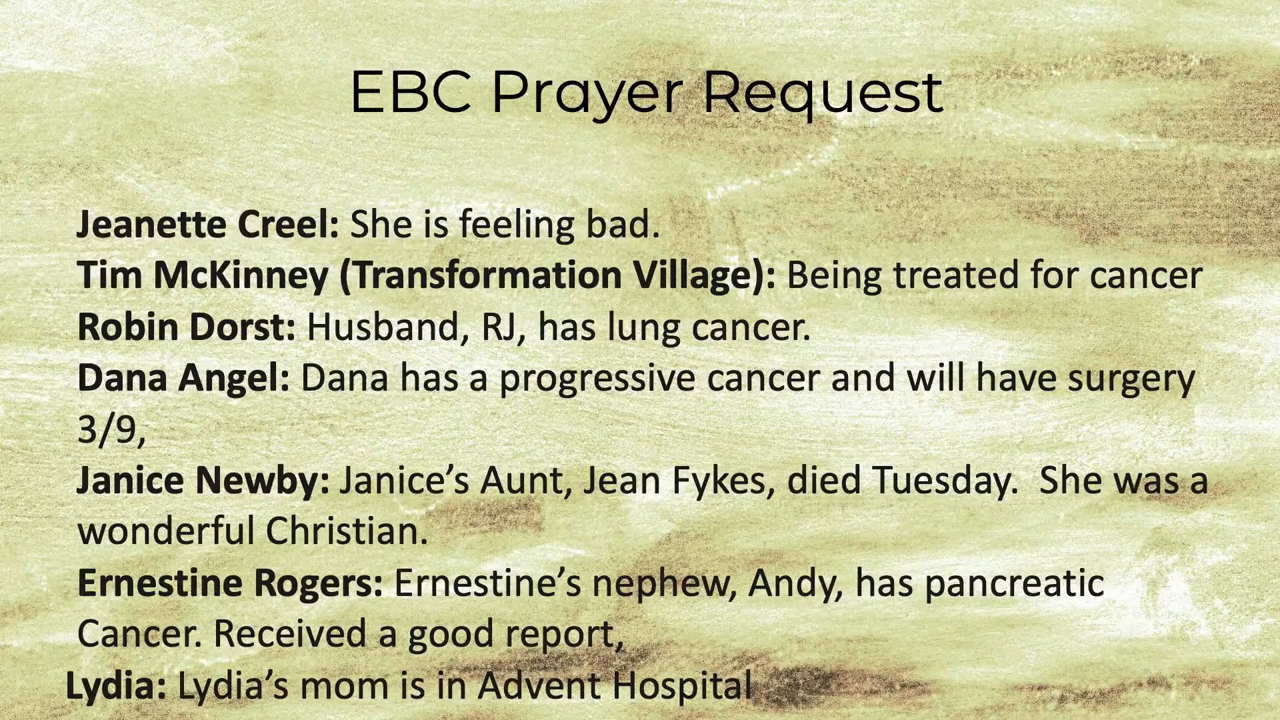 EBC Prayer Request
Jeanette Creel: She is feeling bad.
Tim McKinney (Transformation Village): Being treated for cancer
Robin Dorst: Husband, RJ, has lung cancer.
Dana Angel: Dana has a progressive cancer and will have surgery
3/9,
Janice Newby: Janice’s Aunt, Jean Fykes, died Tuesday.  She was a
wonderful Christian.
Ernestine Rogers: Ernestine’s nephew, Andy, has pancreatic
Cancer. Received a good report,
Lydia: Lydia’s mom is in Advent Hospital